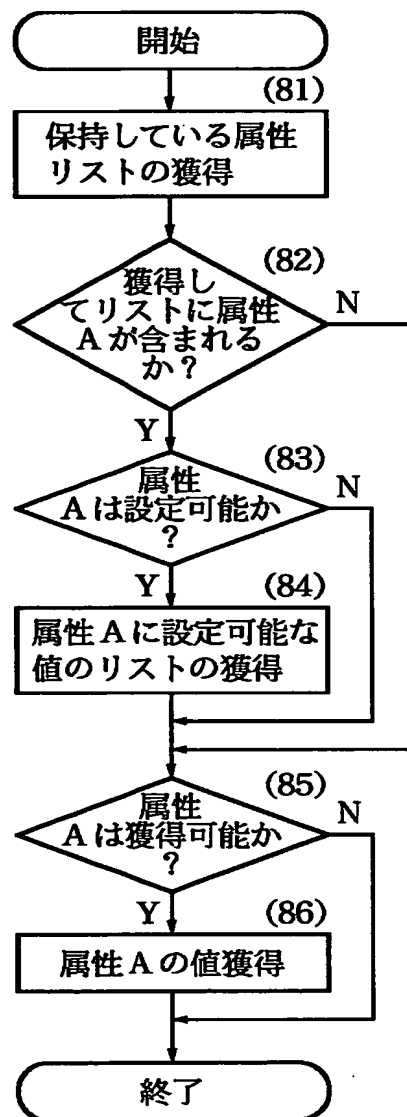 開始
(81)
保持している属性
リストの獲得
(82)
獲得し
てリストに属性
Aが含まれる
か？
N
Y
(83)
属性
Aは設定可能か
？
N
Y
(84)
属性Aに設定可能な
値のリストの獲得
(85)
属性
Aは獲得可能か
？
N
Y
(86)
属性Aの値獲得
終了